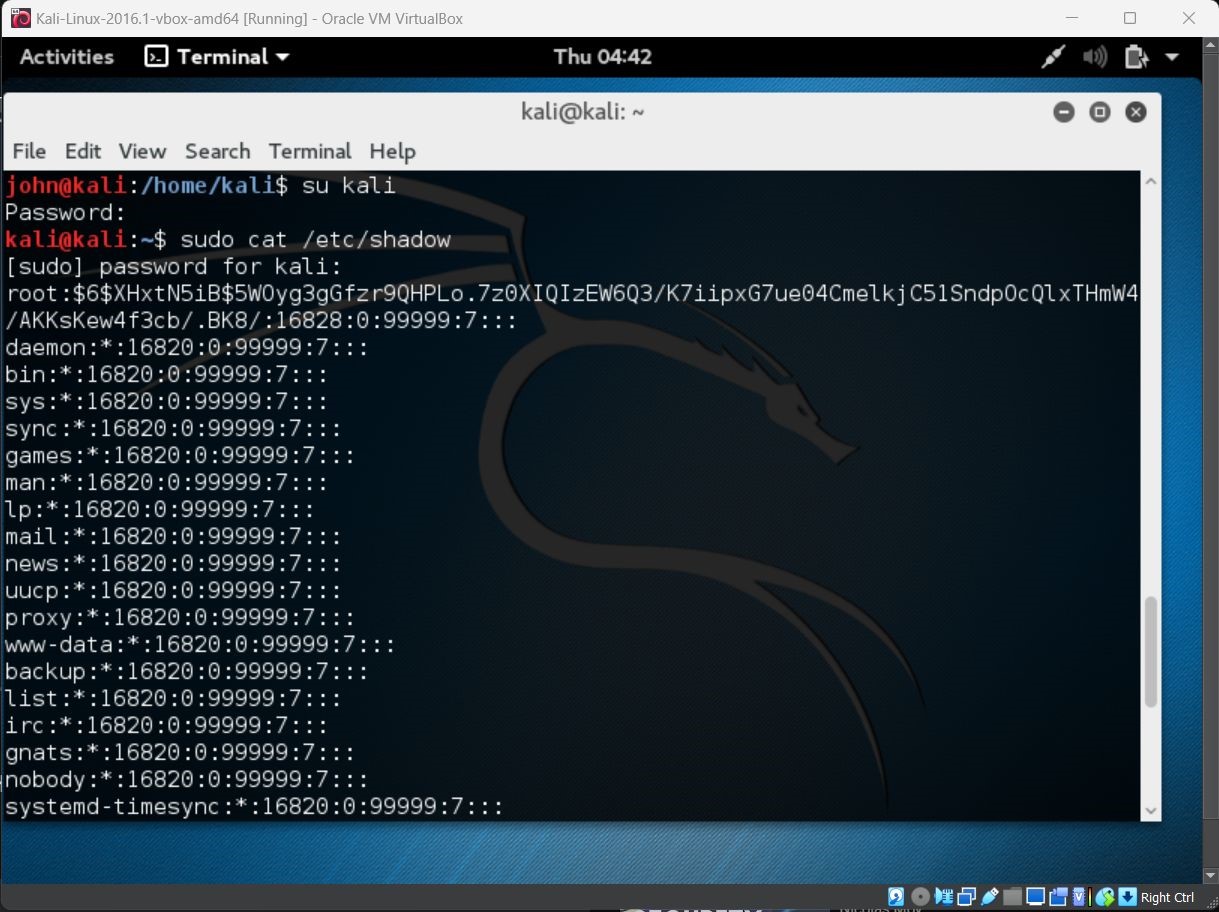 Kali-Linux-2016.1-vbox-amd64 [Running] - Oracle VM VirtualBox
Activities Terminal Thu 04:42
kali@kali: ~
File Edit View Search Terminal Help
john@kali:/home/kali$ su kali
Password:
kali@kali:~$ sudo cat /etc/shadow
[sudo] password for kali:
root:$6$XHxtN5iB$5WOyg3gGfzr9QHPLo.7z0XIQIzEW6Q3/K7iipxG7ue04CmelkjC51SndpOcQlxTHmW4
/AKKsKew4f3cb/.BK8/:16828:0:99999:7:::
daemon:*:16820:0:99999:7:::
bin:*:16820:0:99999:7:::
sys:*:16820:0:99999:7:::
sync:*:16820:0:99999:7:::
games:*:16820:0:99999:7:::
man:*:16820:0:99999:7:::
lp:*:16820:0:99999:7:::
mail:*:16820:0:99999:7:::
news:*:16820:0:99999:7:::
uucp:*:16820:0:99999:7:::
proxy:*:16820:0:99999:7:::
www-data:*:16820:0:99999:7:::
backup:*:16820:0:99999:7:::
list:*:16820:0:99999:7:::
irc:*:16820:0:99999:7:::
gnats:*:16820:0:99999:7:::
nobody:*:16820:0:99999:7:::
systemd-timesync:*:16820:0:99999:7:::
Right Ctrl